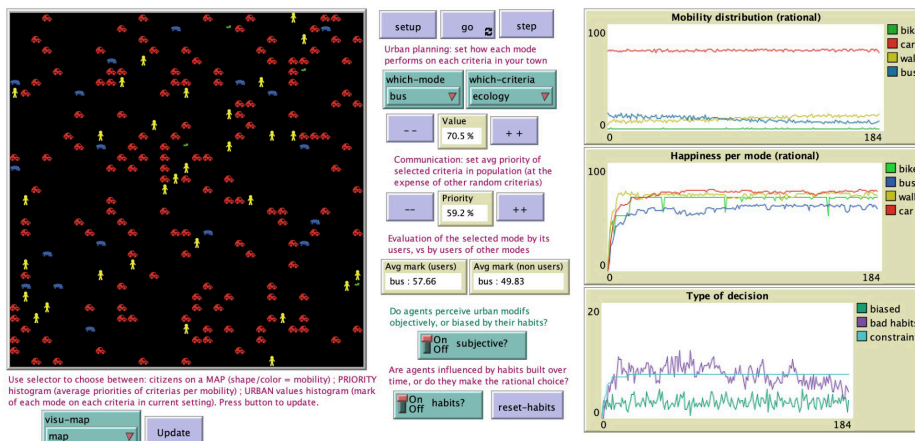 setup
go
step
Urban planning: set how each mode
performs on each criteria in your town
which-mode
bus
which-criteria
ecology
--
Value
70.5 %
++
Communication: set avg priority of
selected criteria in population (at the
expense of other random criterias)
--
Priority
59.2 %
++
Evaluation of the selected mode by its
users, vs by users of other modes
Avg mark (users)
bus : 57.66
Avg mark (non users)
bus : 49.83
Do agents perceive urban modifs
objectively, or biased by their habits?
On
Off
subjective?
Are agents influenced by habits built over
time, or do they make the rational choice?
On
Off
habits?
reset-habits
Use selector to choose between: citizens on a MAP (shape/color = mobility) ; PRIORITY
histogram (average priorities of criterias per mobility) ; URBAN values histogram (mark
of each mode on each criteria in current setting). Press button to update.
visu-map
map
Update
Mobility distribution (rational)
100
0
0
184
bik
car
wal
bus
Happiness per mode (rational)
100
0
0
184
bike
bus
wal
car
Type of decision
20
0
0
184
biased
bad habits
constrain